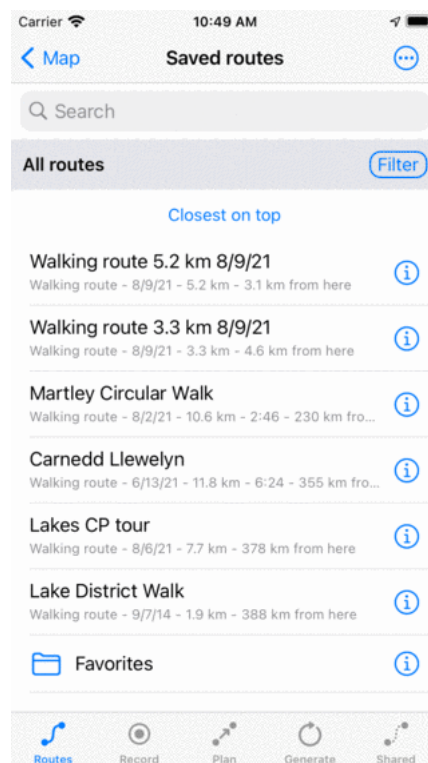 Carrier 10:49 AM
Map Saved routes
Search
All routes Filter
Closest on top
Walking route 5.2 km 8/9/21
Walking route - 8/9/21 - 5.2 km - 3.1 km from here
Walking route 3.3 km 8/9/21
Walking route - 8/9/21 - 3.3 km - 4.6 km from here
Martley Circular Walk
Walking route - 8/2/21 - 10.6 km - 2:46 - 230 km fro...
Carnedd Llewelyn
Walking route - 6/13/21 - 11.8 km - 6:24 - 355 km fro...
Lakes CP tour
Walking route - 8/6/21 - 7.7 km - 378 km from here
Lake District Walk
Walking route - 9/7/14 - 1.9 km - 388 km from here
Favorites
Routes Record Plan Generate Shared